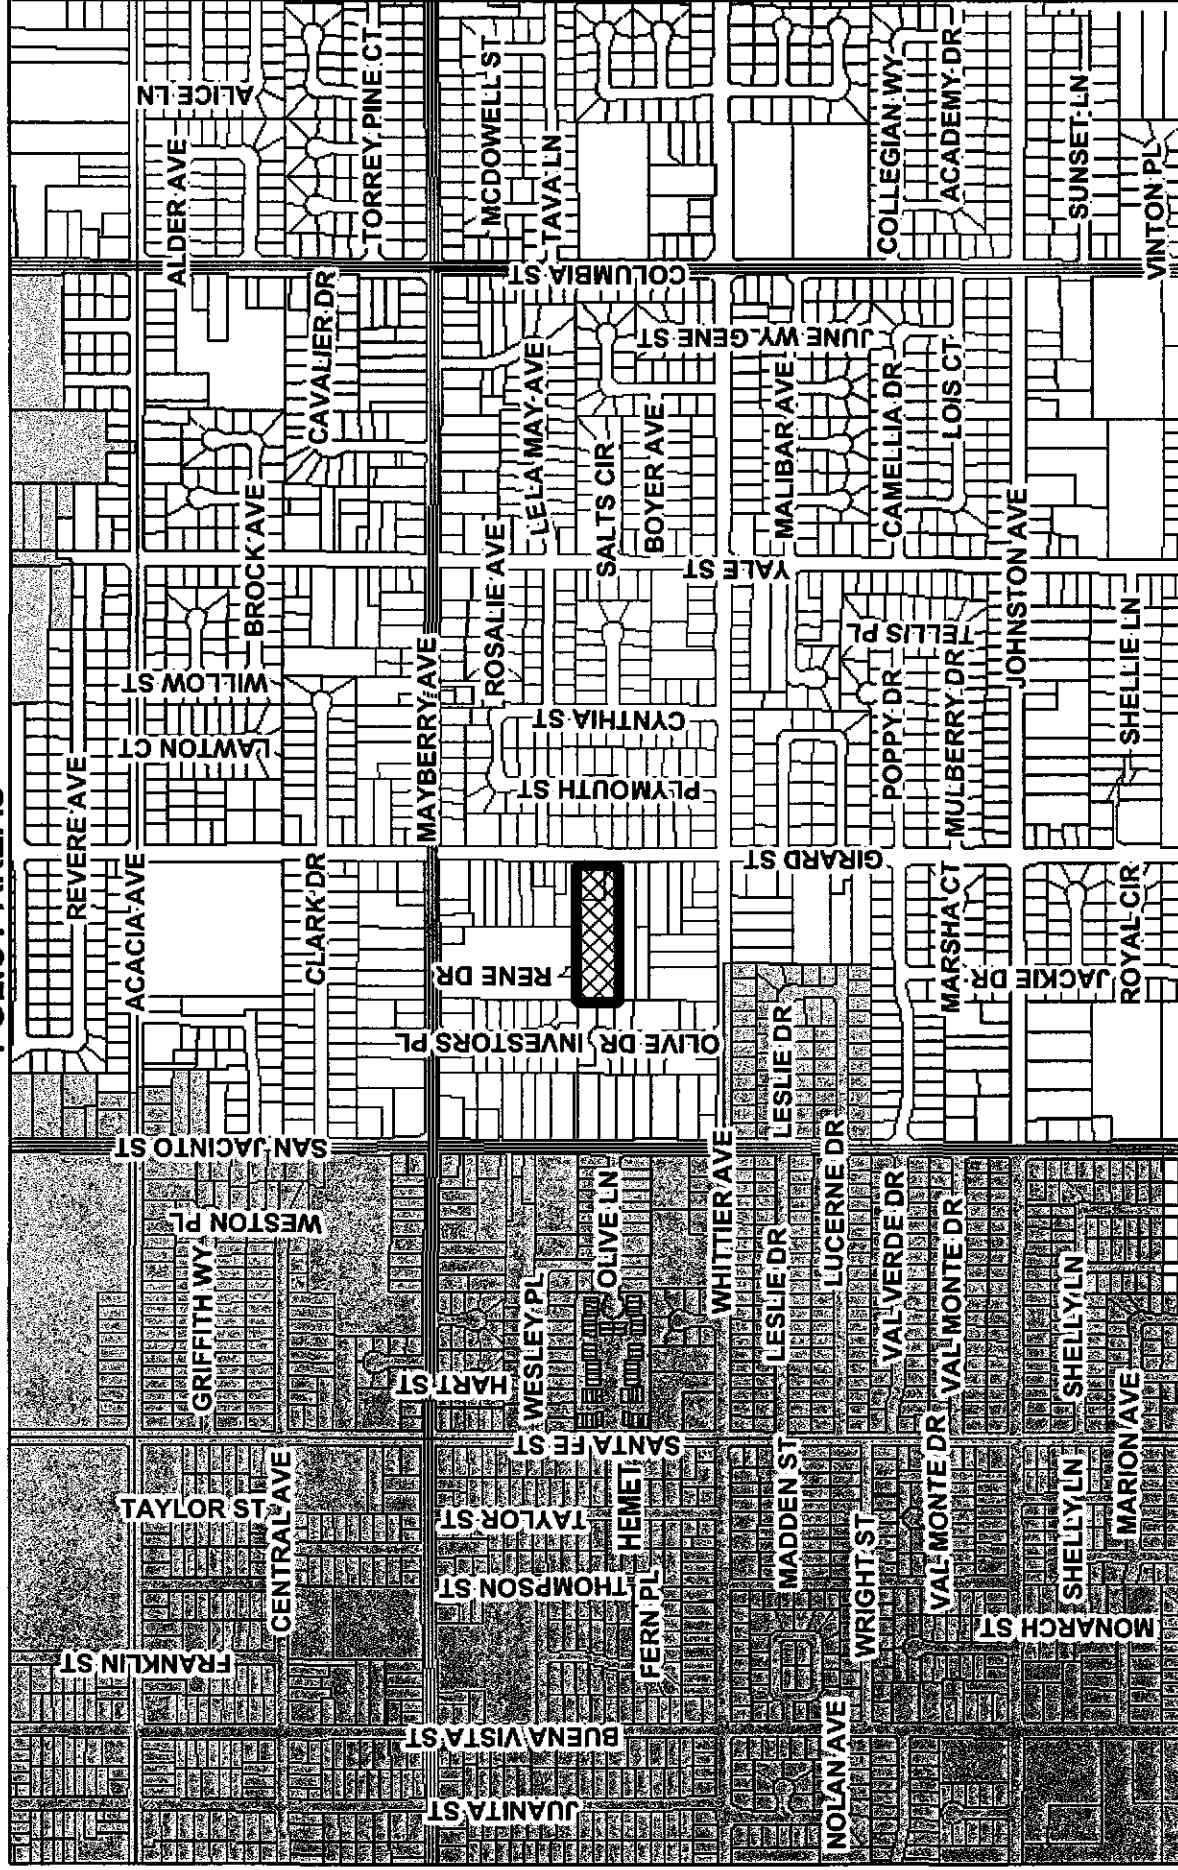 ALICE LN
ALDER AVE
TORREY PINE CT
MCDOWELL ST
TAVA LN
COLLEGIAN WY
ACADEMY DR
SUNSET LN
VINTON PL
COLUMBIA ST
CAVALIER DR
JUNE WY
GENE ST
LELA MAY AVE
SALTS CIR
BOYER AVE
MALIBAR AVE
CAMELLIA DR
LOIS CT
BROCK AVE
ROSALIE AVE
YALE ST
JOHNSTON AVE
TELLIS PL
WILLOW ST
LAWTON CT
MAYBERRY AVE
CYNTHIA ST
PLYMOUTH ST
POPPY DR
MULBERRY DR
SHELLIE LN
REVERE AVE
ACACIA AVE
CLARK DR
GIRARD ST
RENE DR
MARSHA CT
JACKIE DR
ROYAL CIR
INVESTORS PL
OLIVE DR
LESLIE DR
SAN JACINTO ST
WESTON PL
GRIFFITH WY
OLIVE LN
WHITTIER AVE
LUCERNE DR
LESLIE DR
VAL VERDE DR
VAL MONTE DR
SHELLY LN
WESLEY PL
HART ST
SANTA FE ST
MARION AVE
TAYLOR ST
CENTRAL AVE
TAYLOR ST
HEMET
MADDEN ST
VAL MONTE DR
SHELLY LN
THOMPSON ST
FERN PL
WRIGHT ST
MONARCH ST
FRANKLIN ST
BUENA VISTA ST
NOLAN AVE
JUANITA ST